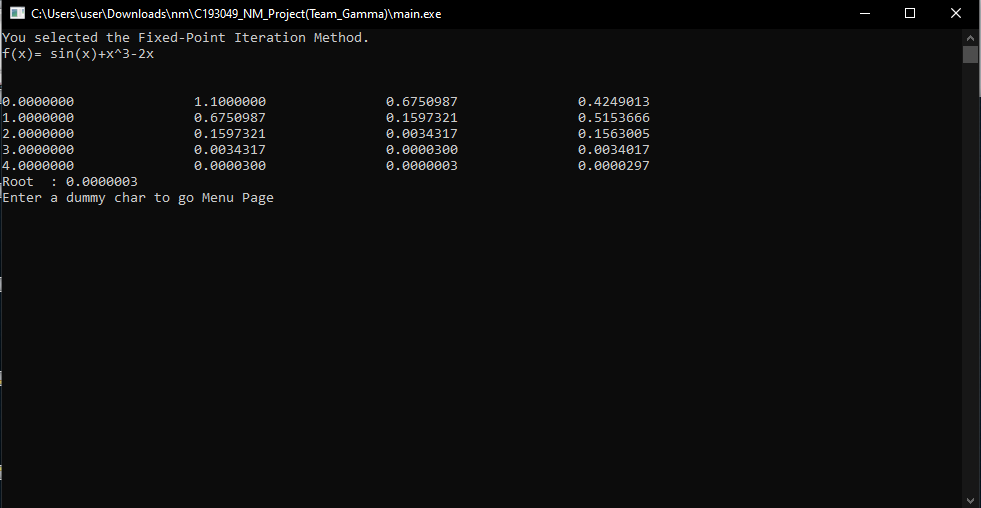 C:\Users\user\Downloads\nm\C193049_NM_Project(Team_Gamma)\main.exe
You selected the Fixed-Point Iteration Method.
f(x)= sin(x)+x^3-2x
0.0000000 1.1000000 0.6750987 0.4249013
1.0000000 0.6750987 0.1597321 0.5153666
2.0000000 0.1597321 0.0034317 0.1563005
3.0000000 0.0034317 0.0000300 0.0034017
4.0000000 0.0000300 0.0000003 0.0000297
Root  : 0.0000003
Enter a dummy char to go Menu Page